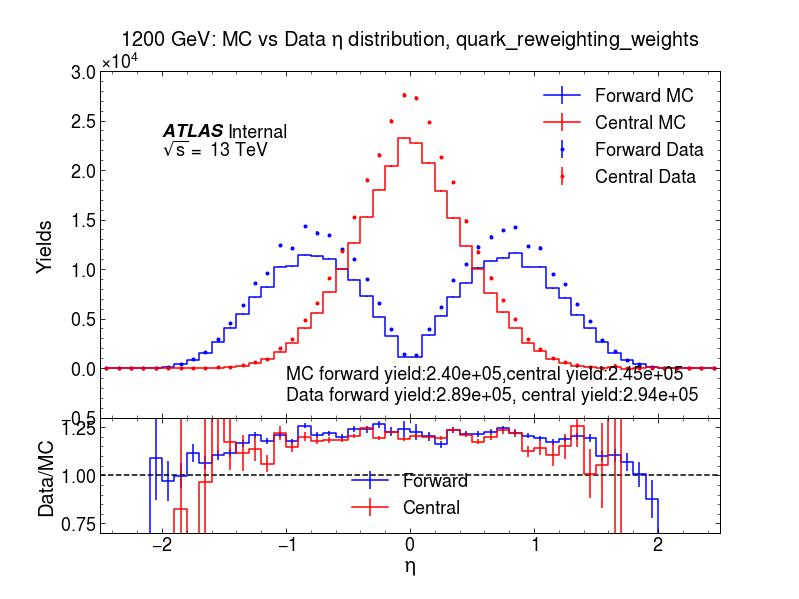 1200 GeV: MC vs Data η distribution, quark_reweighting_weights
×10⁴
3.0
2.5
2.0
1.5
1.0
0.5
0.0
0.5
Yields
ATLAS Internal
√s = 13 TeV
Forward MC
Central MC
Forward Data
Central Data
MC forward yield:2.40e+05,central yield:2.45e+05
Data forward yield:2.89e+05, central yield:2.94e+05
1.25
1.00
0.75
Data/MC
Forward
Central
−2 −1 0 1 2
η